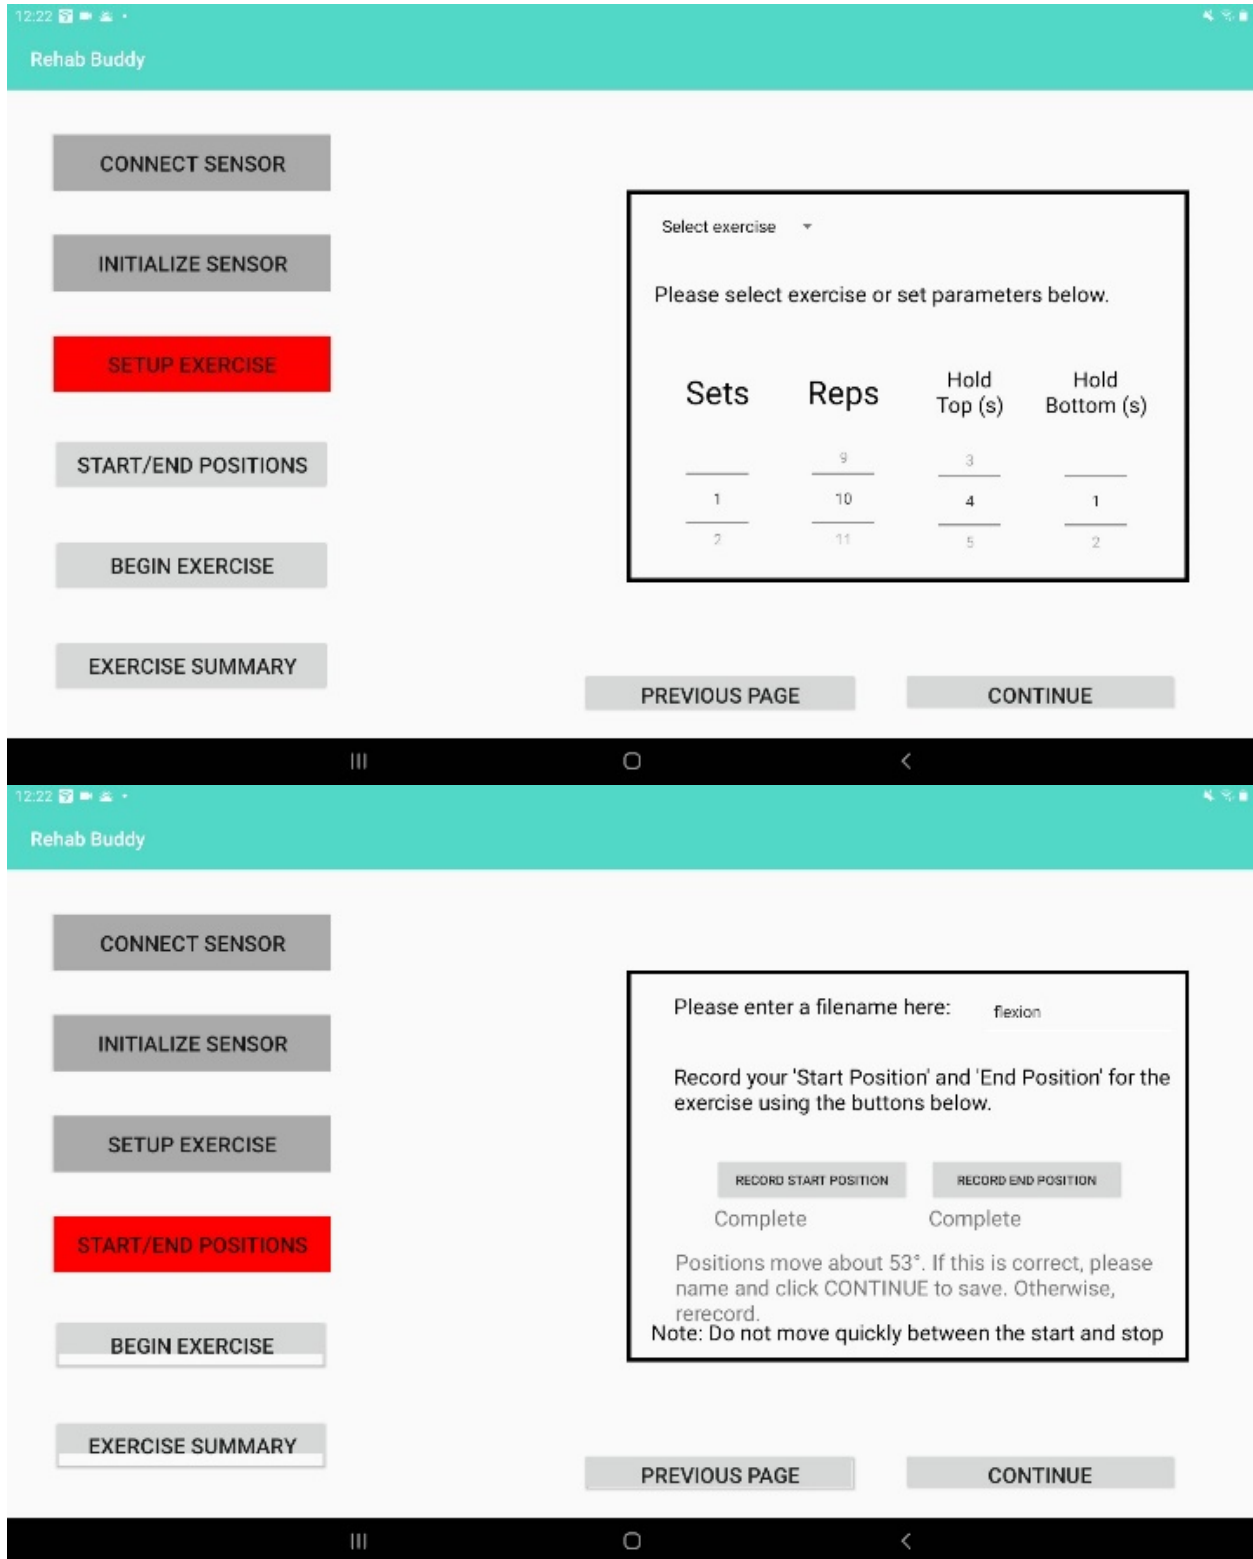 12:22
Rehab Buddy
CONNECT SENSOR
INITIALIZE SENSOR
SETUP EXERCISE
START/END POSITIONS
BEGIN EXERCISE
EXERCISE SUMMARY
Select exercise
Please select exercise or set parameters below.
Sets Reps Hold Top (s) Hold Bottom (s)
9 3
1 10 4 1
2 11 5 2
PREVIOUS PAGE CONTINUE
12:22
Rehab Buddy
CONNECT SENSOR
INITIALIZE SENSOR
SETUP EXERCISE
START/END POSITIONS
BEGIN EXERCISE
EXERCISE SUMMARY
Please enter a filename here: flexion
Record your 'Start Position' and 'End Position' for the
exercise using the buttons below.
RECORD START POSITION RECORD END POSITION
Complete Complete
Positions move about 53°. If this is correct, please
name and click CONTINUE to save. Otherwise,
rerecord.
Note: Do not move quickly between the start and stop
PREVIOUS PAGE CONTINUE